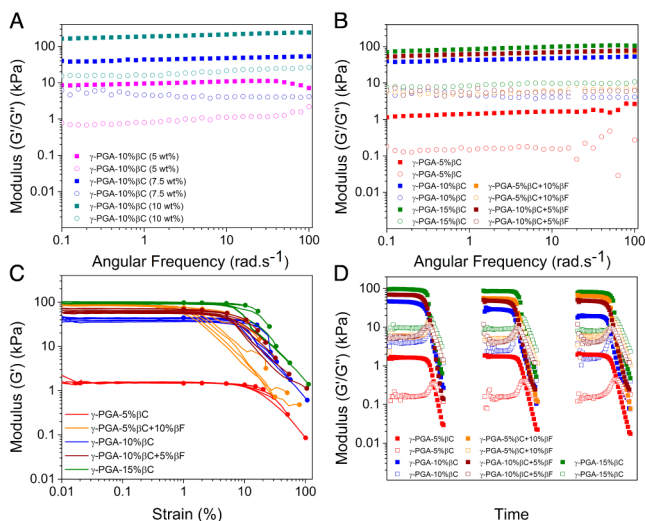 A
Modulus (G'/G'') (kPa)
100
10
1
0.1
0.01
γ-PGA-10%βC (5 wt%)
γ-PGA-10%βC (5 wt%)
γ-PGA-10%βC (7.5 wt%)
γ-PGA-10%βC (7.5 wt%)
γ-PGA-10%βC (10 wt%)
γ-PGA-10%βC (10 wt%)
0.1 1 10 100
Angular Frequency (rad.s⁻¹)
B
Modulus (G'/G'') (kPa)
100
10
1
0.1
0.01
γ-PGA-5%βC
γ-PGA-5%βC
γ-PGA-10%βC γ-PGA-5%βC+10%βF
γ-PGA-10%βC γ-PGA-5%βC+10%βF
γ-PGA-15%βC γ-PGA-10%βC+5%βF
γ-PGA-15%βC γ-PGA-10%βC+5%βF
0.1 1 10 100
Angular Frequency (rad.s⁻¹)
C
Modulus (G') (kPa)
100
10
1
0.1
0.01
γ-PGA-5%βC
γ-PGA-5%βC+10%βF
γ-PGA-10%βC
γ-PGA-10%βC+5%βF
γ-PGA-15%βC
0.01 0.1 1 10 100
Strain (%)
D
Modulus (G'/G'') (kPa)
100
10
1
0.1
0.01
γ-PGA-5%βC γ-PGA-5%βC+10%βF
γ-PGA-5%βC γ-PGA-5%βC+10%βF
γ-PGA-10%βC γ-PGA-10%βC+5%βF γ-PGA-15%βC
γ-PGA-10%βC γ-PGA-10%βC+5%βF γ-PGA-15%βC
Time